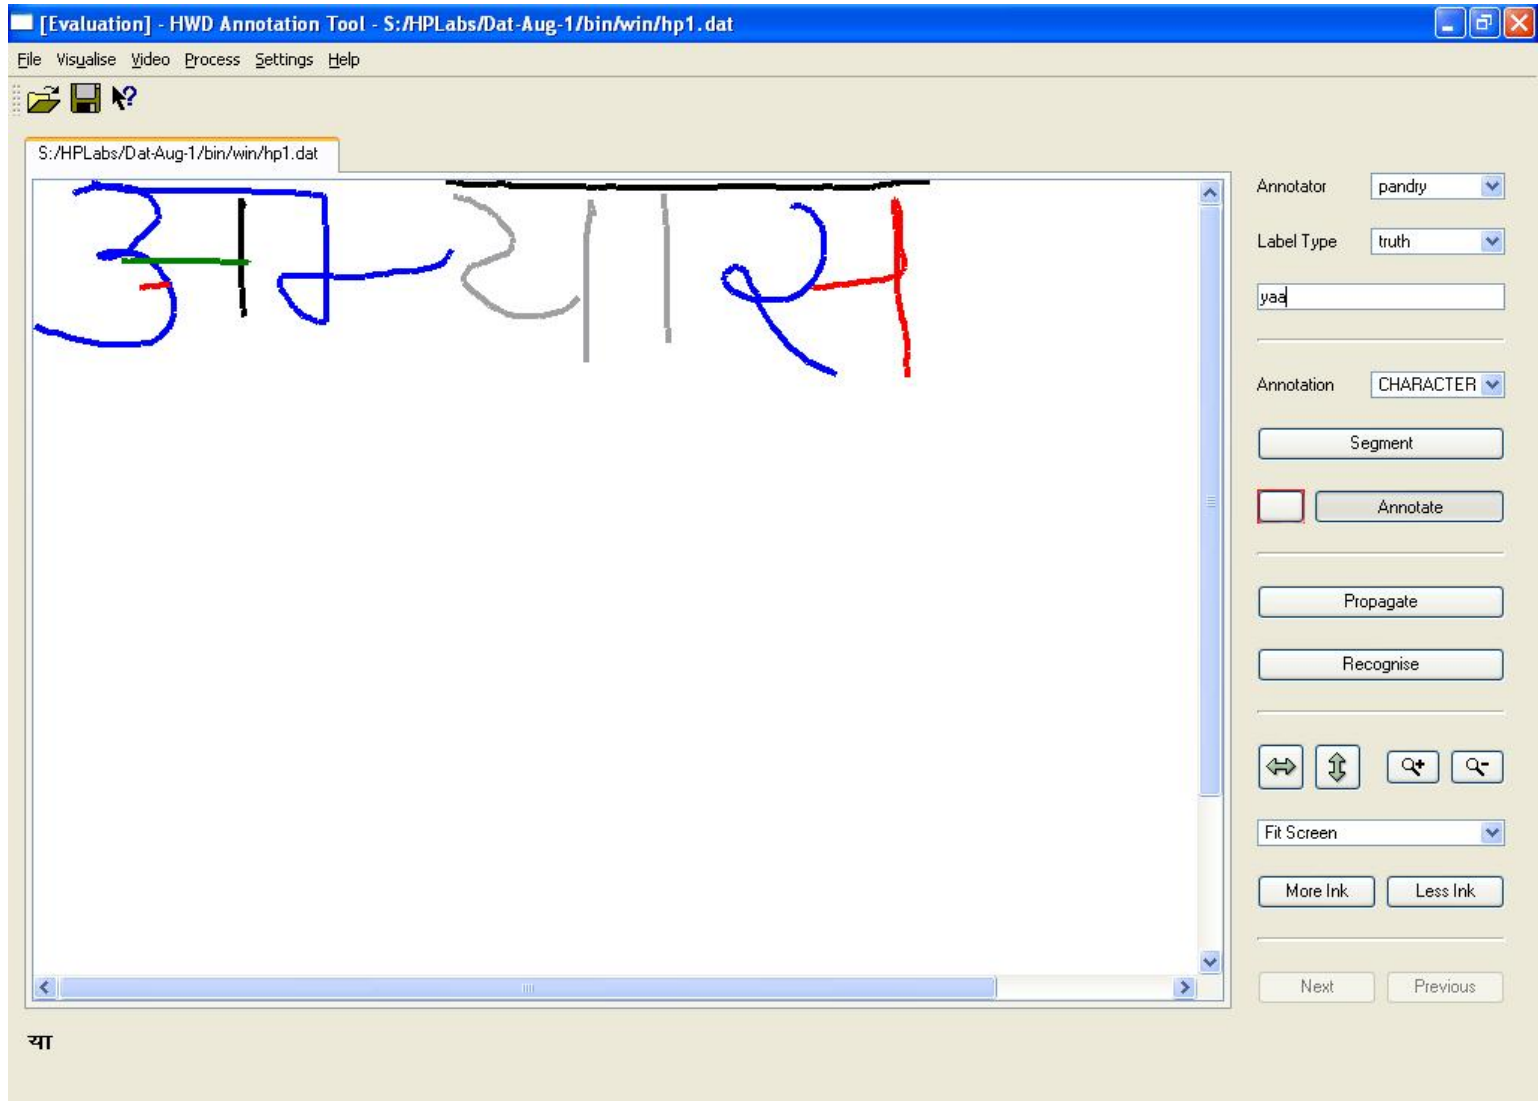 [Evaluation] - HWD Annotation Tool - S:/HPLabs/Dat-Aug-1/bin/win/hp1.dat
File Visualise Video Process Settings Help
S:/HPLabs/Dat-Aug-1/bin/win/hp1.dat
अभ्यास
Annotator pandry
Label Type truth
yaa
Annotation CHARACTER
Segment
Annotate
Propagate
Recognise
Fit Screen
More Ink Less Ink
Next Previous
या